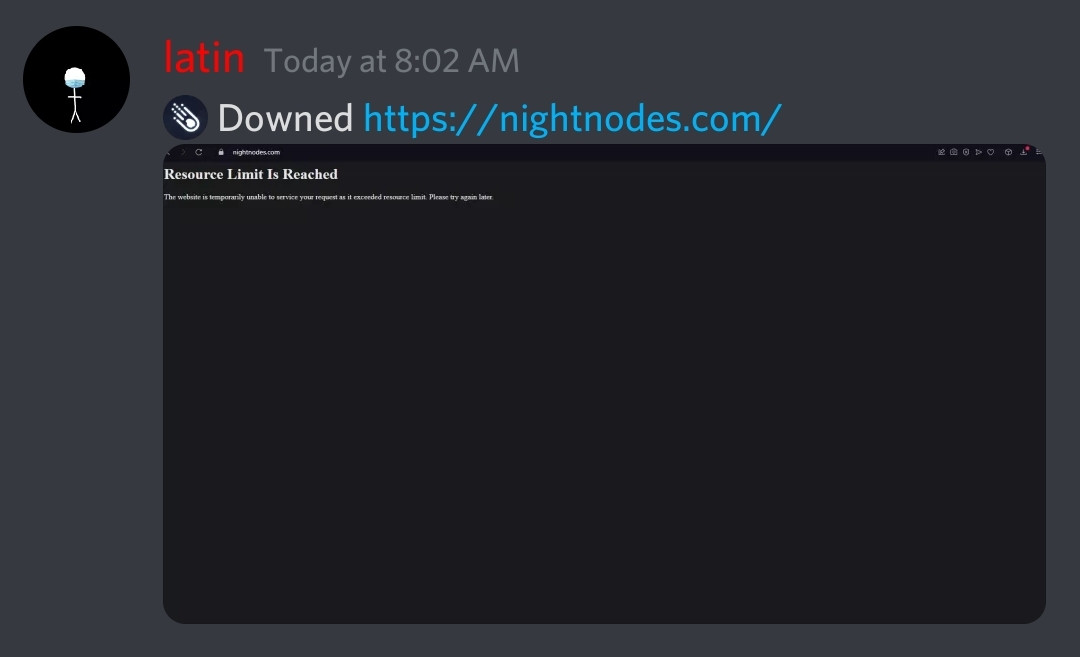 latin Today at 8:02 AM
Downed https://nightnodes.com/
nightnodes.com
Resource Limit Is Reached
The website is temporarily unable to service your request as it exceeded resource limit. Please try again later.